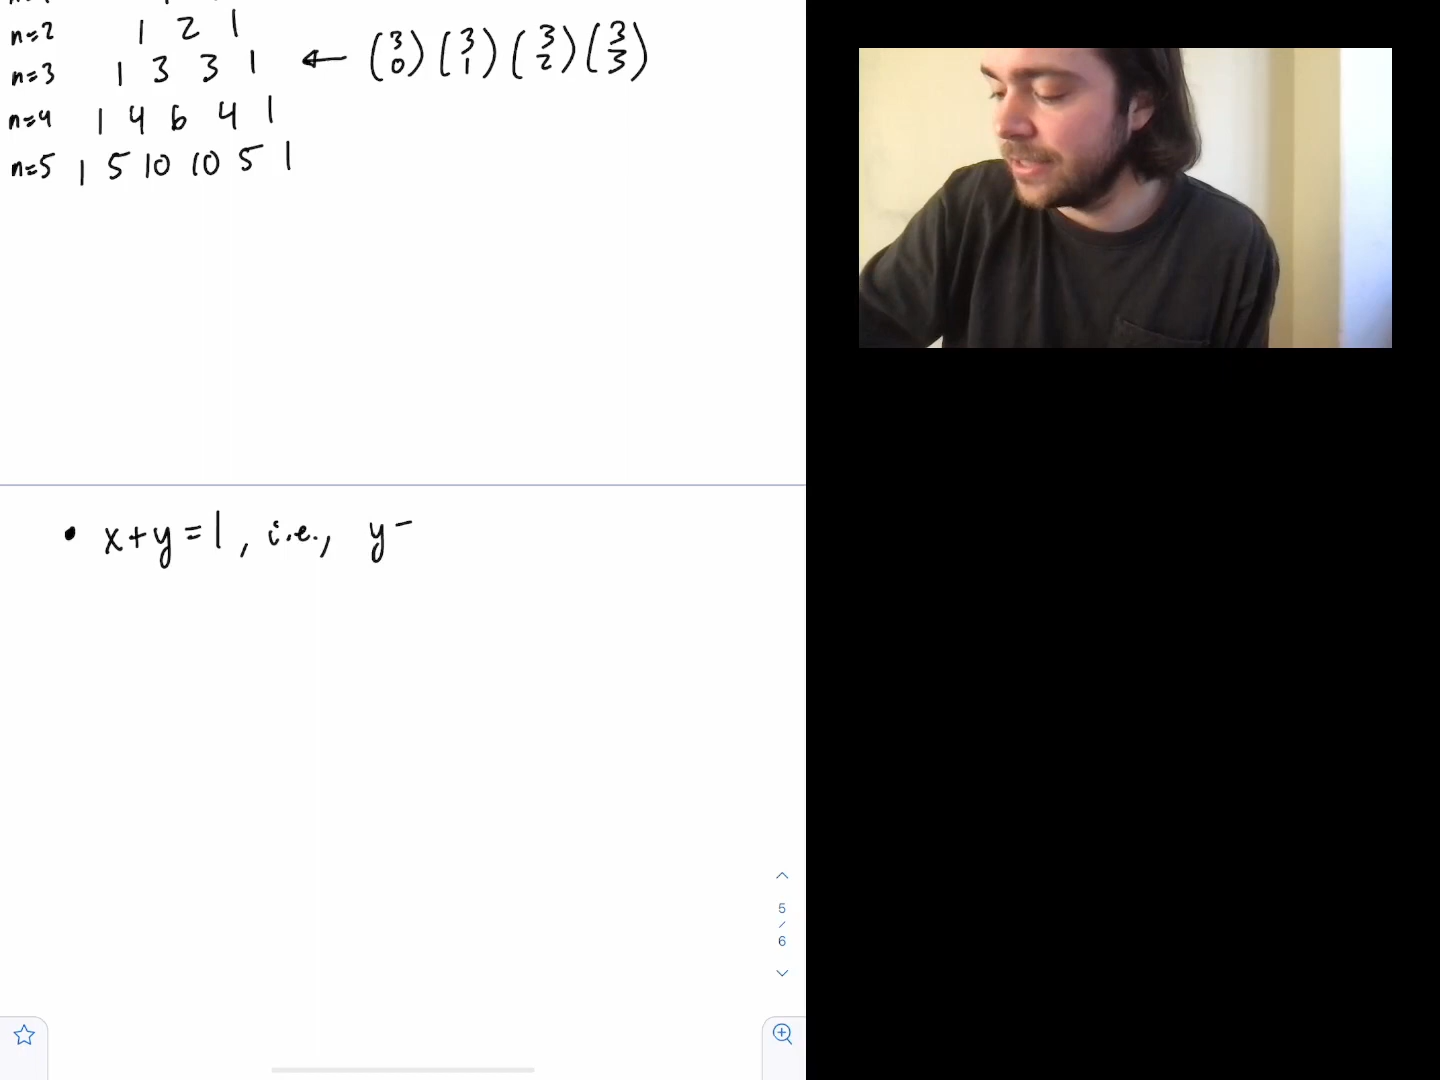 n=2 1 2 1
n=3 1 3 3 1 ← (3 0) (3 1) (3 2) (3 3)
n=4 1 4 6 4 1
n=5 1 5 10 10 5 1
• x+y=1, i.e., y-
5
/
6